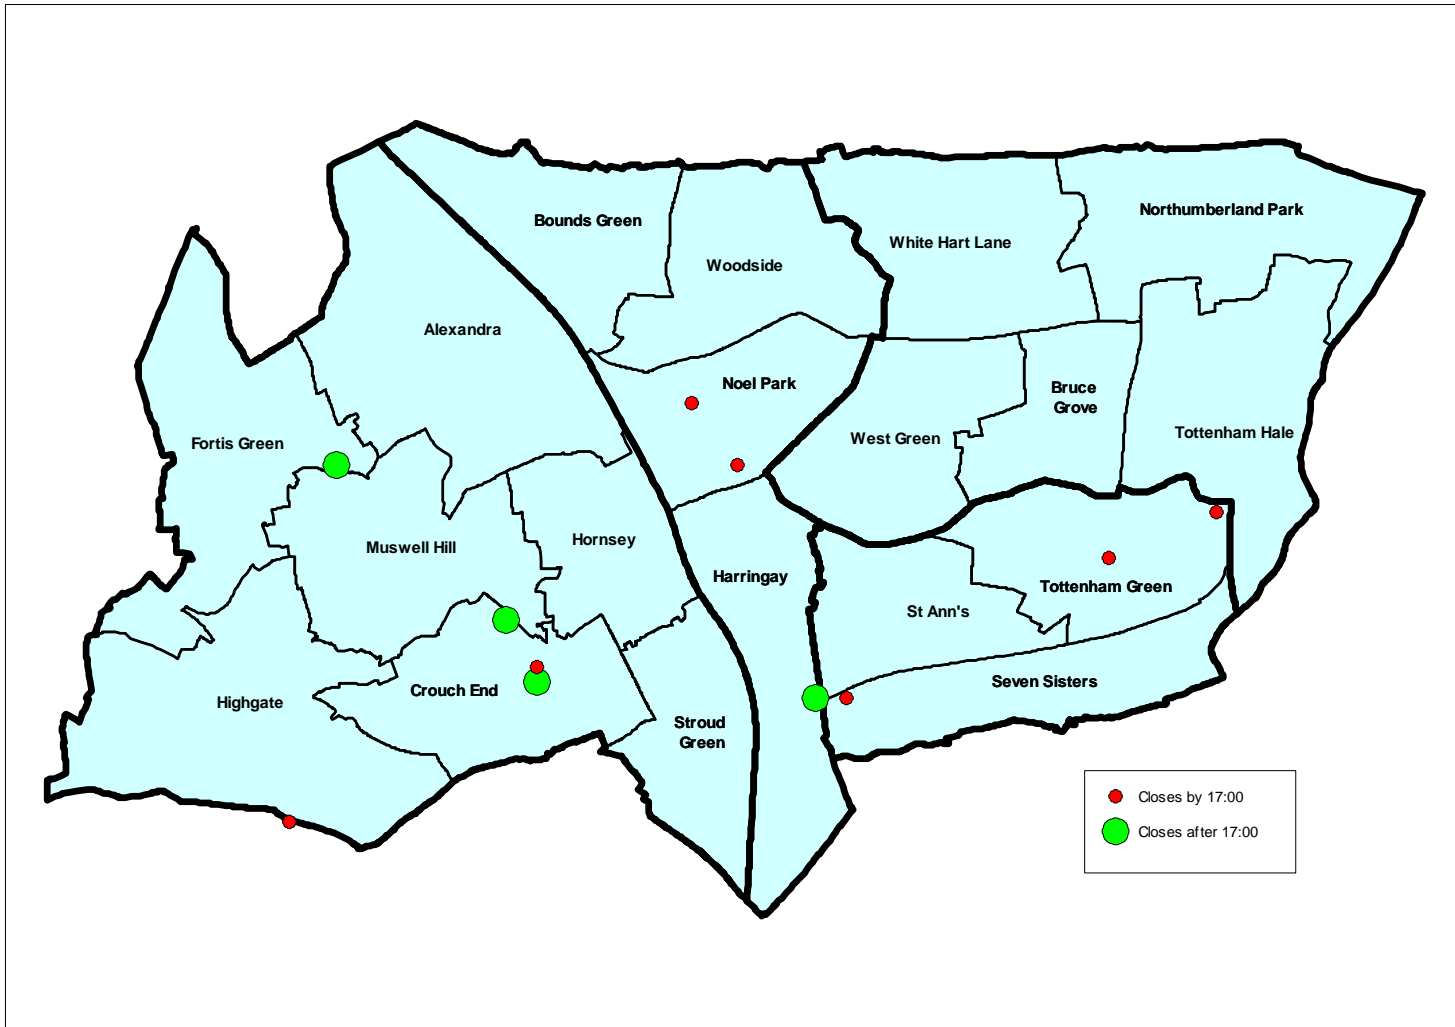 Bounds Green
Northumberland Park
White Hart Lane
Woodside
Alexandra
Noel Park
Bruce
Grove
Fortis Green
West Green
Tottenham Hale
Muswell Hill
Hornsey
Harringay
Tottenham Green
St Ann's
Seven Sisters
Crouch End
Highgate
Stroud
Green
Closes by 17:00
Closes after 17:00